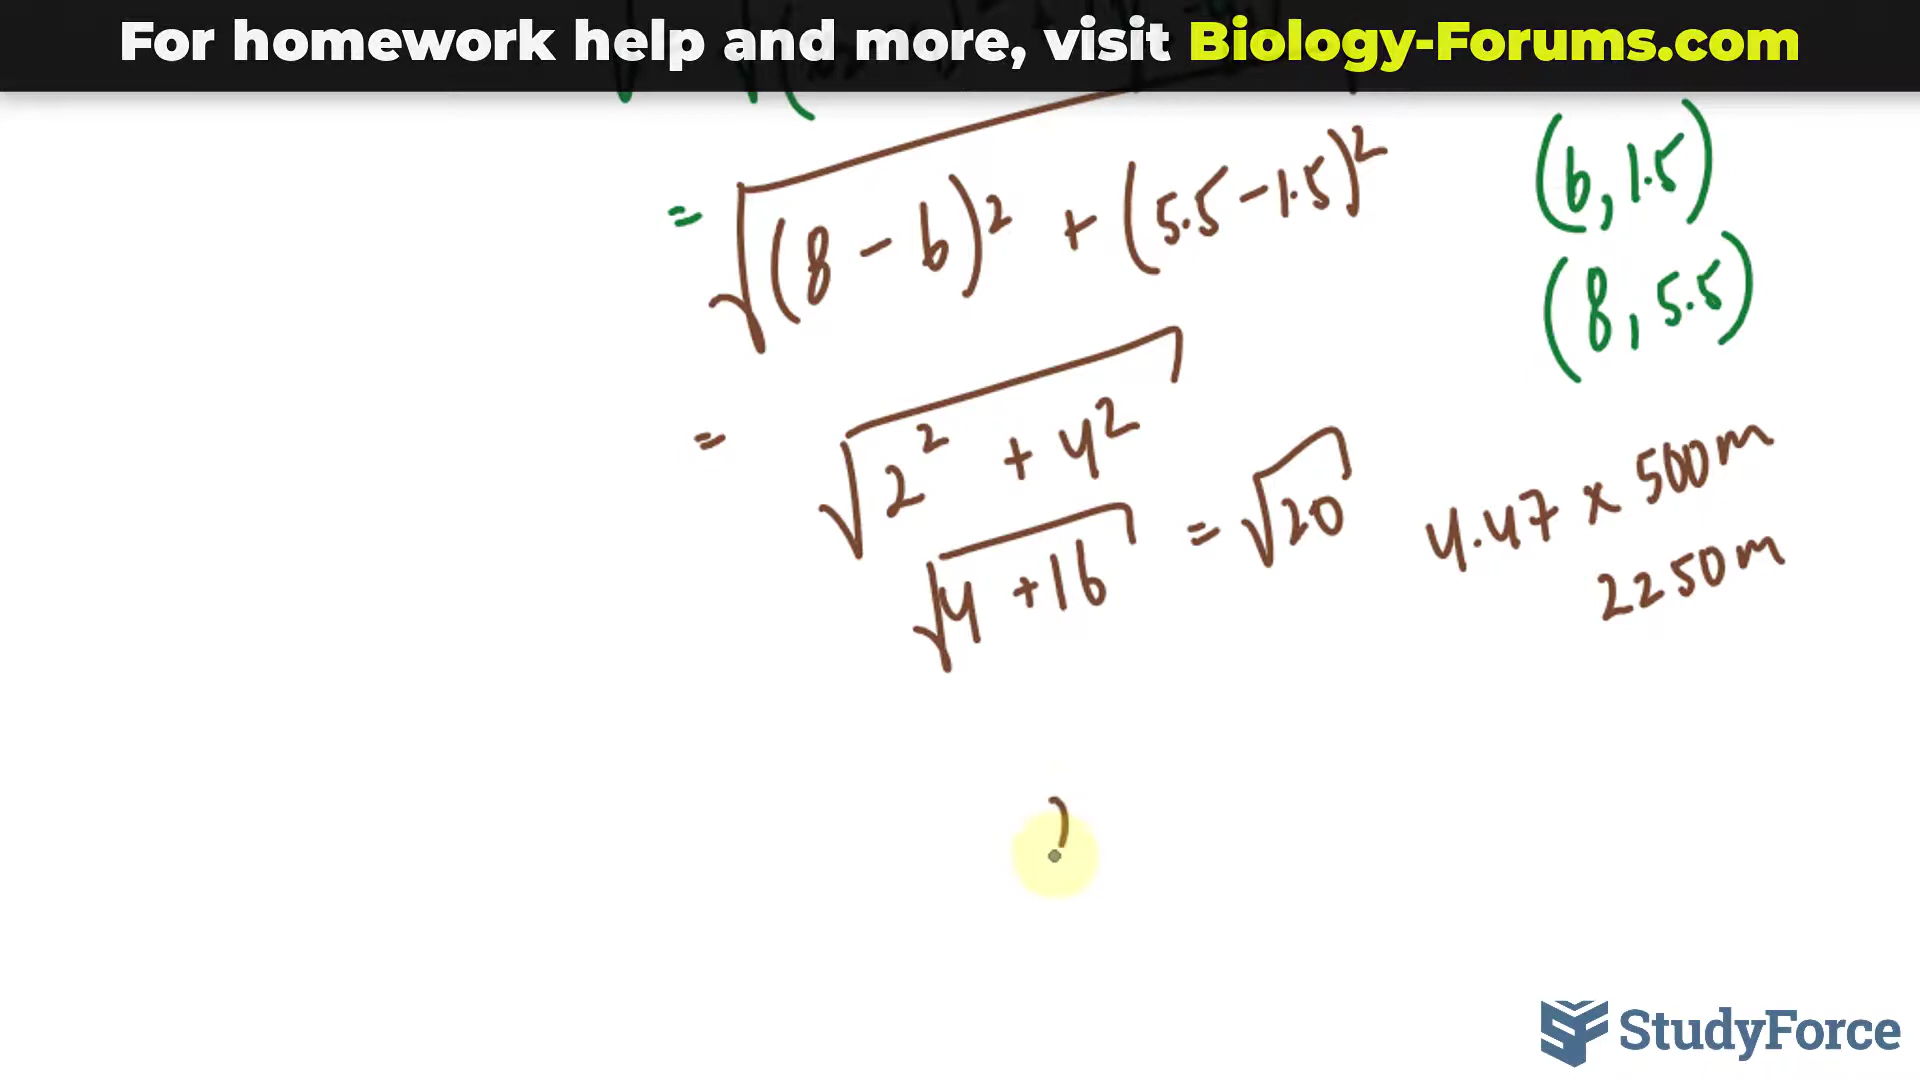 For homework help and more, visit Biology-Forums.com
= √(8 - 6)² + (5.5 - 1.5)²
(6, 1.5)
(8, 5.5)
= √2² + 4²
√4 + 16 = √20
4.47 x 500m
2250m
StudyForce